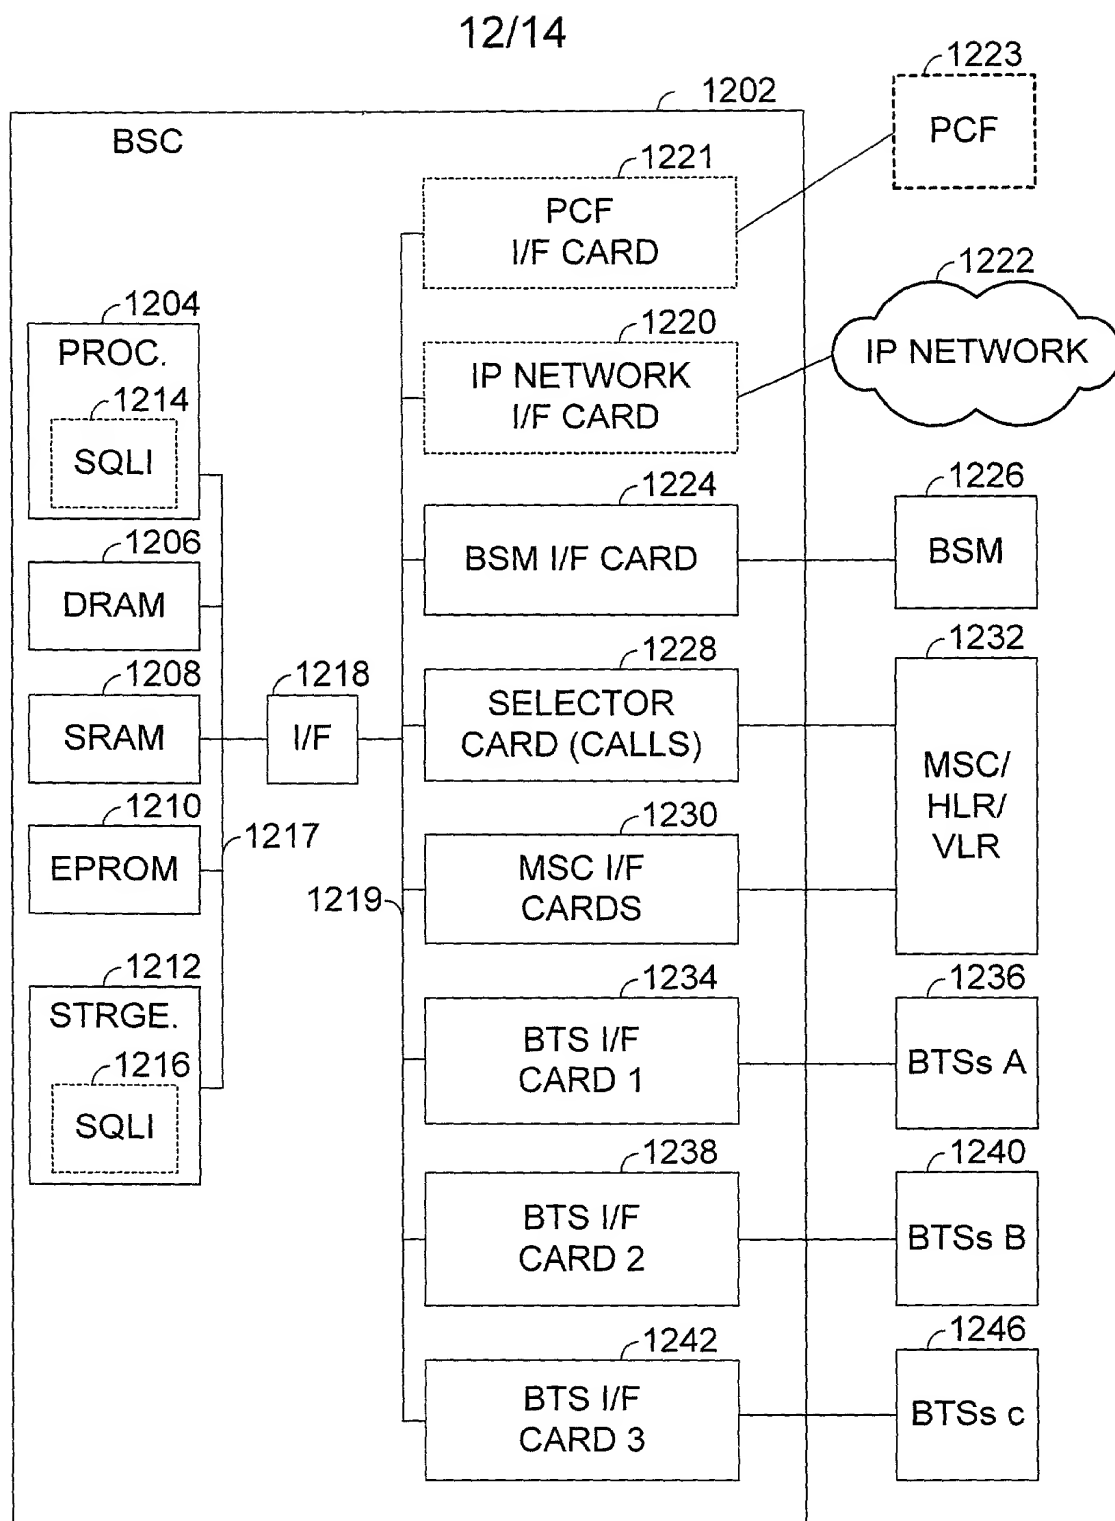 12/14
1202
1223
BSC
PCF
1221
PCF
I/F CARD
1222
IP NETWORK
1204
PROC.
1214
SQLI
1220
IP NETWORK
I/F CARD
1224
BSM I/F CARD
1226
BSM
1206
DRAM
1208
SRAM
1218
I/F
1228
SELECTOR
CARD (CALLS)
1232
MSC/
HLR/
VLR
1210
EPROM
1217
1219
1230
MSC I/F
CARDS
1212
STRGE.
1216
SQLI
1234
BTS I/F
CARD 1
1236
BTSs A
1238
BTS I/F
CARD 2
1240
BTSs B
1242
BTS I/F
CARD 3
1246
BTSs c